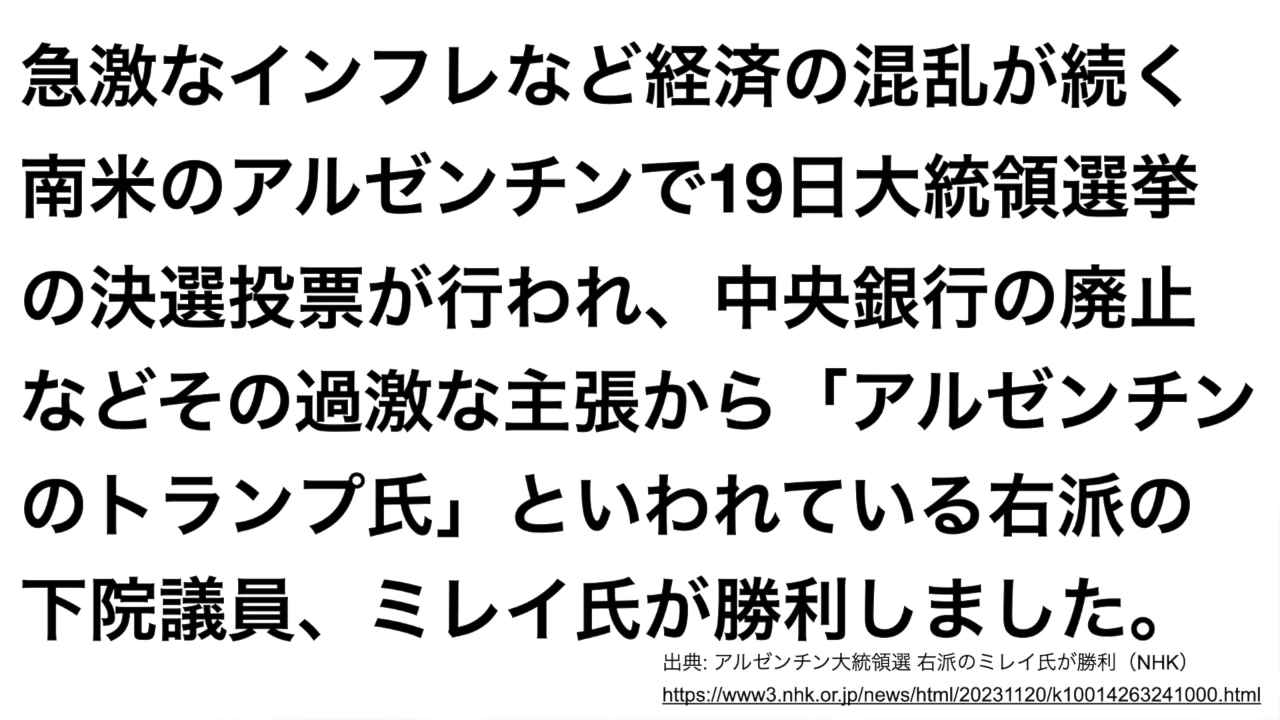 急激なインフレなど経済の混乱が続く
南米のアルゼンチンで19日大統領選挙
の決選投票が行われ、中央銀行の廃止
などその過激な主張から「アルゼンチン
のトランプ氏」といわれている右派の
下院議員、ミレイ氏が勝利しました。
出典: アルゼンチン大統領選 右派のミレイ氏が勝利（NHK）
https://www3.nhk.or.jp/news/html/20231120/k10014263241000.html